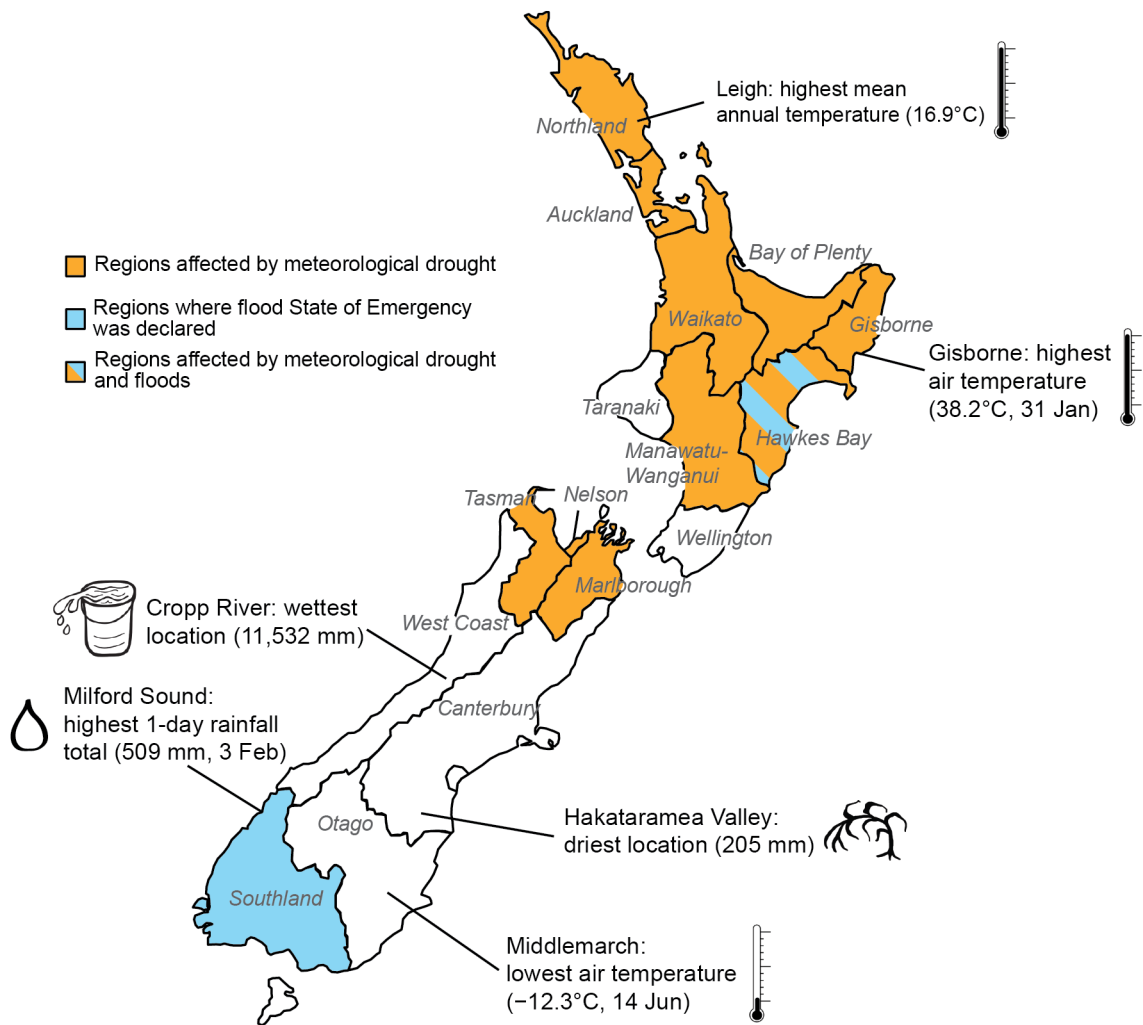 Leigh: highest mean
annual temperature (16.9°C)
Northland
Auckland
Regions affected by meteorological drought
Regions where flood State of Emergency
was declared
Regions affected by meteorological drought
and floods
Bay of Plenty
Waikato
Gisborne
Gisborne: highest
air temperature
(38.2°C, 31 Jan)
Taranaki
Hawkes Bay
Manawatu-
Wanganui
Tasman
Nelson
Wellington
Marlborough
Cropp River: wettest
location (11,532 mm)
West Coast
Milford Sound:
highest 1-day rainfall
total (509 mm, 3 Feb)
Canterbury
Hakataramea Valley:
driest location (205 mm)
Otago
Southland
Middlemarch:
lowest air temperature
(−12.3°C, 14 Jun)